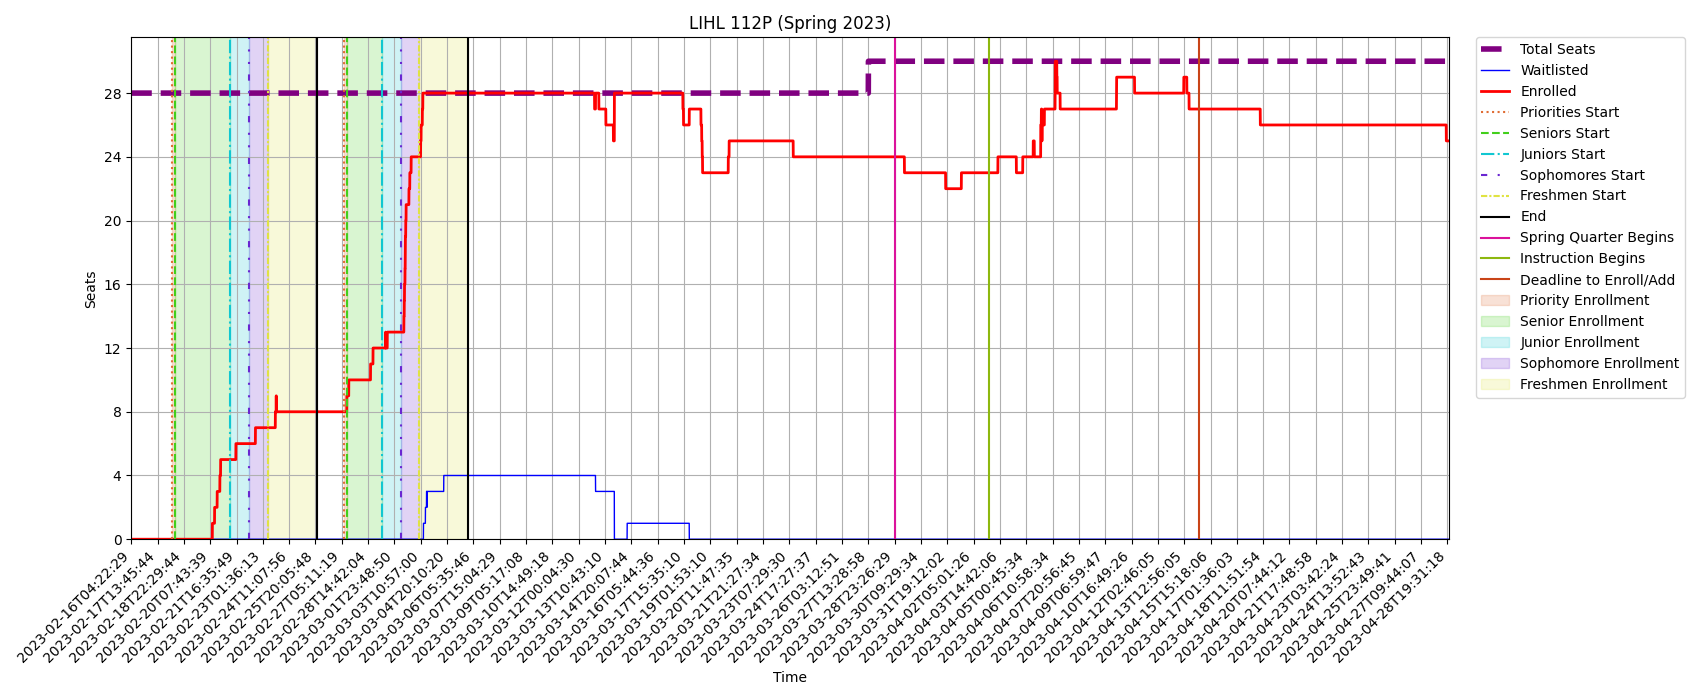 LIHL 112P (Spring 2023)
Seats
28
24
20
16
12
8
4
0
2023-02-16T04:22:29
2023-02-17T13:45:44
2023-02-18T22:29:44
2023-02-20T07:43:39
2023-02-21T16:35:49
2023-02-23T01:36:13
2023-02-24T11:07:56
2023-02-25T20:05:48
2023-02-27T05:11:19
2023-02-28T14:42:04
2023-03-01T23:48:50
2023-03-03T10:57:00
2023-03-04T20:10:20
2023-03-06T05:35:46
2023-03-07T15:04:29
2023-03-09T05:17:08
2023-03-10T14:49:18
2023-03-12T00:04:30
2023-03-13T10:43:10
2023-03-14T20:07:44
2023-03-16T05:44:36
2023-03-17T15:35:10
2023-03-19T01:53:10
2023-03-20T11:47:35
2023-03-21T21:27:34
2023-03-23T07:29:30
2023-03-24T17:27:37
2023-03-26T03:12:51
2023-03-27T13:28:58
2023-03-28T23:26:29
2023-03-30T09:29:34
2023-03-31T19:12:02
2023-04-02T05:01:26
2023-04-03T14:42:06
2023-04-05T00:45:34
2023-04-06T10:58:34
2023-04-07T20:56:45
2023-04-09T06:59:47
2023-04-10T16:49:26
2023-04-12T02:46:05
2023-04-13T12:56:05
2023-04-15T15:18:06
2023-04-17T01:36:03
2023-04-18T11:51:54
2023-04-20T07:44:12
2023-04-21T17:48:58
2023-04-23T03:42:24
2023-04-24T13:52:43
2023-04-25T23:49:41
2023-04-27T09:44:07
2023-04-28T19:31:18
Time
Total Seats
Waitlisted
Enrolled
Priorities Start
Seniors Start
Juniors Start
Sophomores Start
Freshmen Start
End
Spring Quarter Begins
Instruction Begins
Deadline to Enroll/Add
Priority Enrollment
Senior Enrollment
Junior Enrollment
Sophomore Enrollment
Freshmen Enrollment